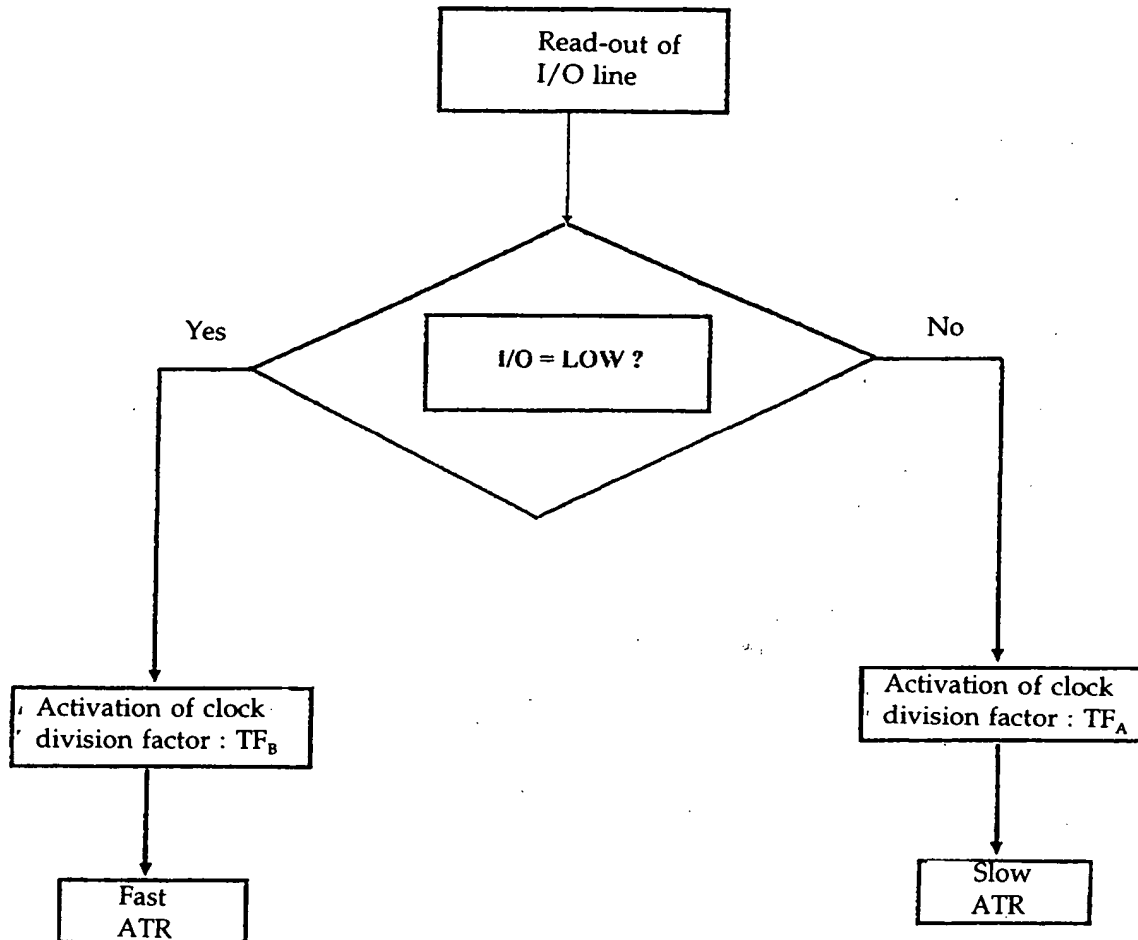 Read-out of
I/O line
Yes
No
I/O = LOW ?
Activation of clock
division factor : TF_B
Activation of clock
division factor : TF_A
Fast
ATR
Slow
ATR